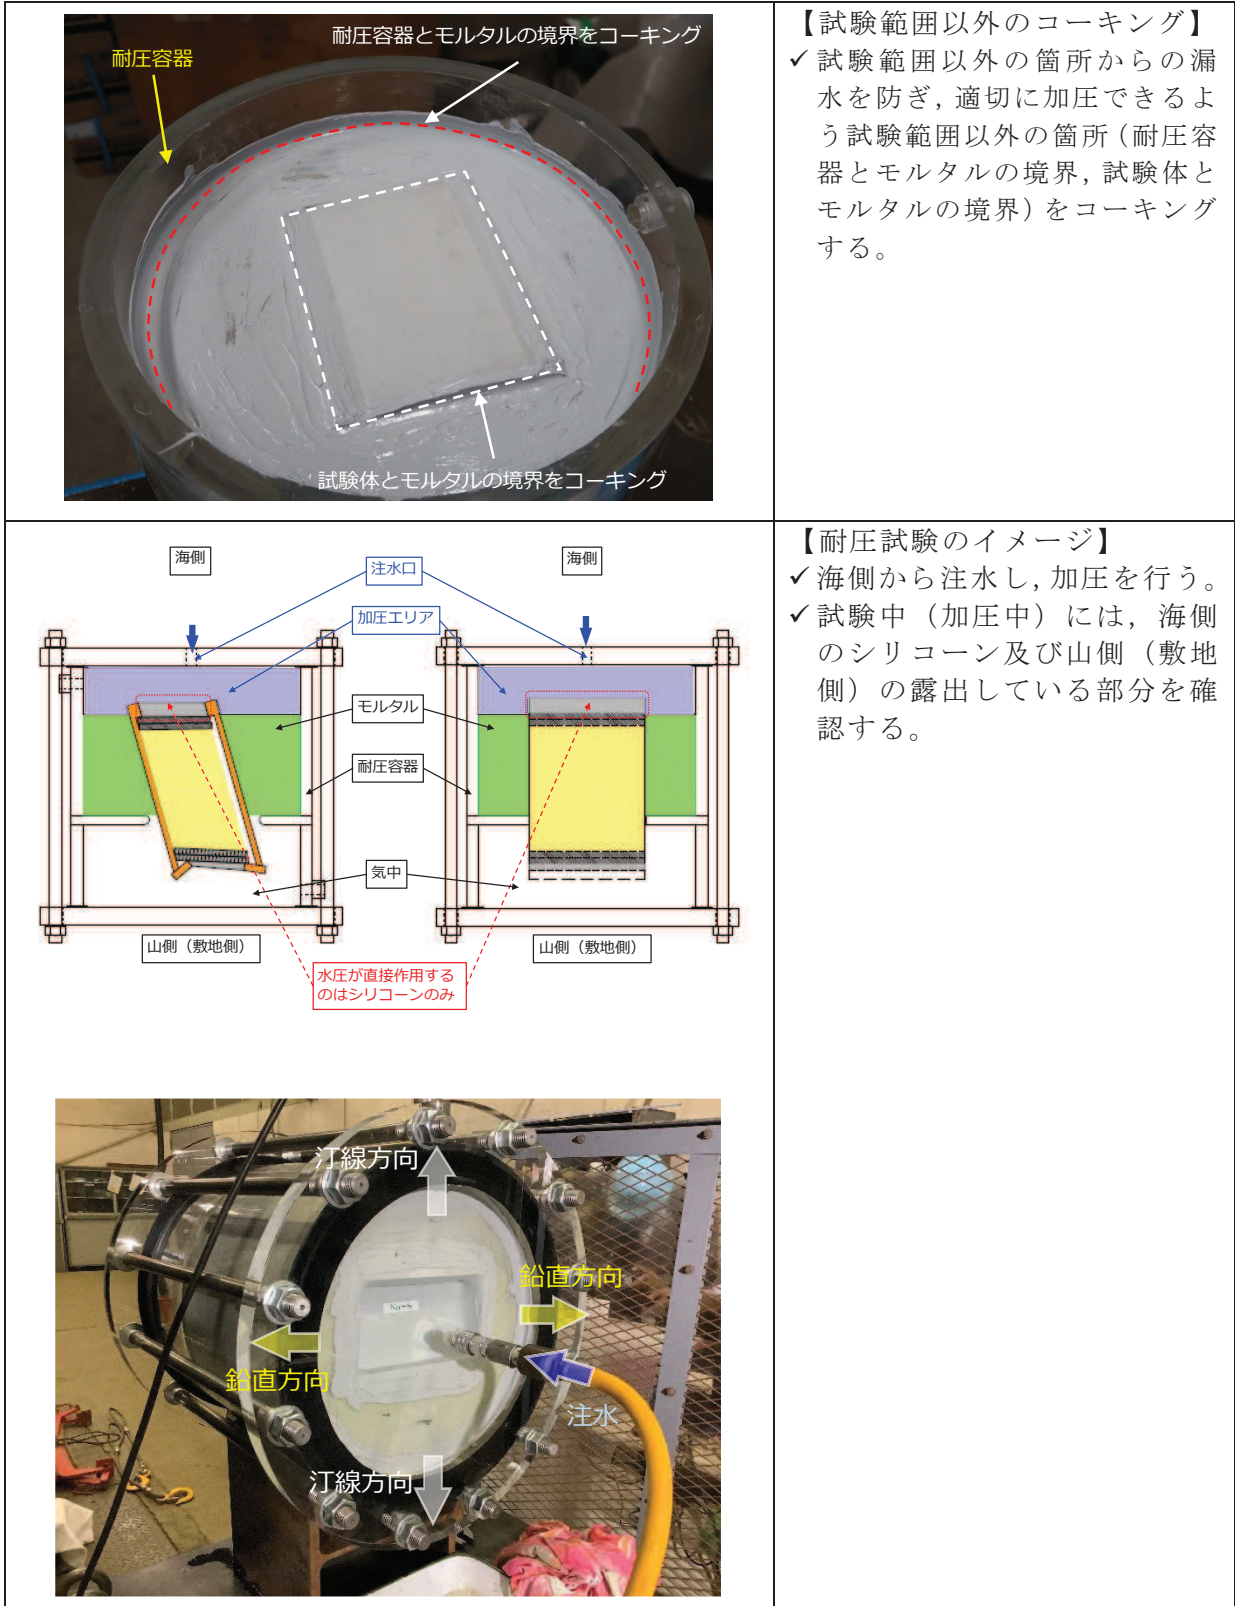 耐圧容器とモルタルの境界をコーキング
耐圧容器
試験体とモルタルの境界をコーキング
【試験範囲以外のコーキング】
✓試験範囲以外の箇所からの漏
水を防ぎ,適切に加圧できるよ
う試験範囲以外の箇所(耐圧容
器とモルタルの境界,試験体と
モルタルの境界)をコーキング
する。
海側
注水口
海側
加圧エリア
モルタル
耐圧容器
気中
山側(敷地側)
山側(敷地側)
水圧が直接作用する
のはシリコーンのみ
汀線方向
鉛直方向
鉛直方向
注水
汀線方向
【耐圧試験のイメージ】
✓海側から注水し,加圧を行う。
✓試験中(加圧中)には,海側
のシリコーン及び山側(敷地
側)の露出している部分を確
認する。